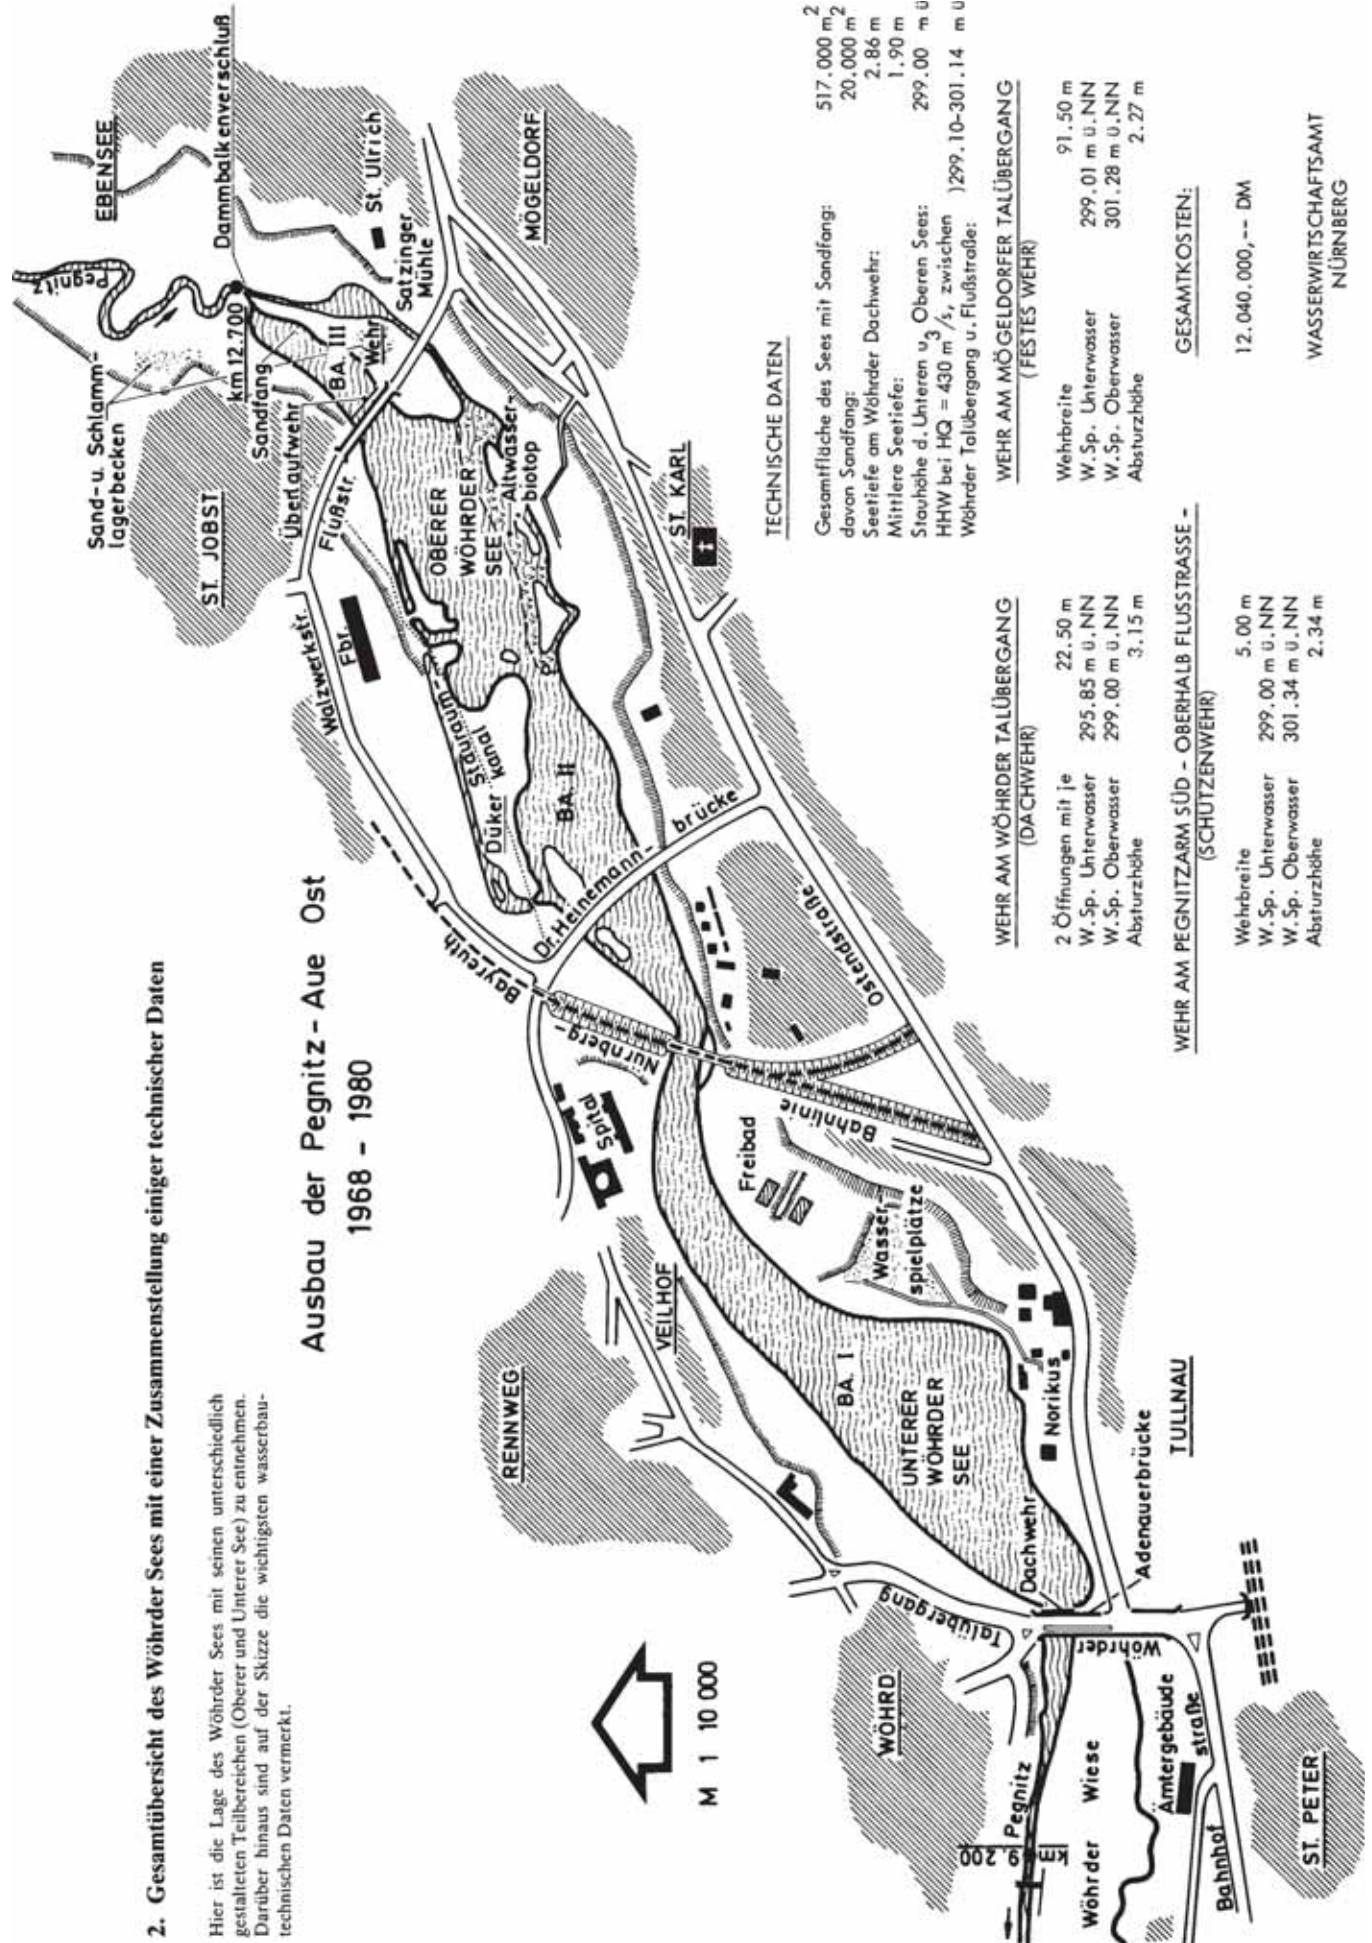 2. Gesamtübersicht des Wöhrder Sees mit einer Zusammenstellung einiger technischer Daten
Hier ist die Lage des Wöhrder Sees mit seinen unterschiedlich
gestalteten Teilbereichen (Oberer und Unterer See) zu entnehmen.
Darüber hinaus sind auf der Skizze die wichtigsten wasserbau-
technischen Daten vermerkt.
Ausbau der Pegnitz-Aue Ost
1968 - 1980
M 1 10 000
EBENSEE
Pegnitz
Dammbalkenverschluß
Sand-u. Schlamm-
lagerbecken
km 12.700
Sandfang
BA. III
Überlaufwehr
Wehr
St. Ulrich
Satzinger
Mühle
MÖGELDORF
ST. JOBST
Flußstr.
Walzwerkstr.
Fbr.
OBERER
WÖHRDER
SEE
Altwasser-
biotop
ST. KARL
Stauraum-
kanal
Düker
BA. II
Dr. Heinemann-
brücke
Bayreuth
Nürnberg-
Bahnlinie
Ostendstraße
Spital
Freibad
Wasser-
spielplätze
VEILHOF
RENNWEG
BA. I
UNTERER
WÖHRDER
SEE
Norikus
TULLNAU
Dachwehr
Adenauerbrücke
Talübergang
Wöhrder
WÖHRD
Pegnitz
km 9.200
Wöhrder Wiese
Ämtergebäude
straße
Bahnhof
ST. PETER
TECHNISCHE DATEN
Gesamtfläche des Sees mit Sandfang: 517.000 m²
davon Sandfang: 20.000 m²
Seetiefe am Wöhrder Dachwehr: 2.86 m
Mittlere Seetiefe: 1.90 m
Stauhöhe d. Unteren u. Oberen Sees: 299.00 m ü
HHW bei HQ = 430 m³/s, zwischen )299.10-301.14 m ü
Wöhrder Talübergang u. Flußstraße:
WEHR AM WÖHRDER TALÜBERGANG
(DACHWEHR)
2 Öffnungen mit je 22.50 m
W.Sp. Unterwasser 295.85 m ü.NN
W.Sp. Oberwasser 299.00 m ü.NN
Absturzhöhe 3.15 m
WEHR AM MÖGELDORFER TALÜBERGANG
(FESTES WEHR)
Wehrbreite 91.50 m
W.Sp. Unterwasser 299.01 m ü.NN
W.Sp. Oberwasser 301.28 m ü.NN
Absturzhöhe 2.27 m
WEHR AM PEGNITZARM SÜD - OBERHALB FLUSSTRASSE -
(SCHÜTZENWEHR)
Wehrbreite 5.00 m
W.Sp. Unterwasser 299.00 m ü.NN
W.Sp. Oberwasser 301.34 m ü.NN
Absturzhöhe 2.34 m
GESAMTKOSTEN:
12.040.000,-- DM
WASSERWIRTSCHAFTSAMT
NÜRNBERG